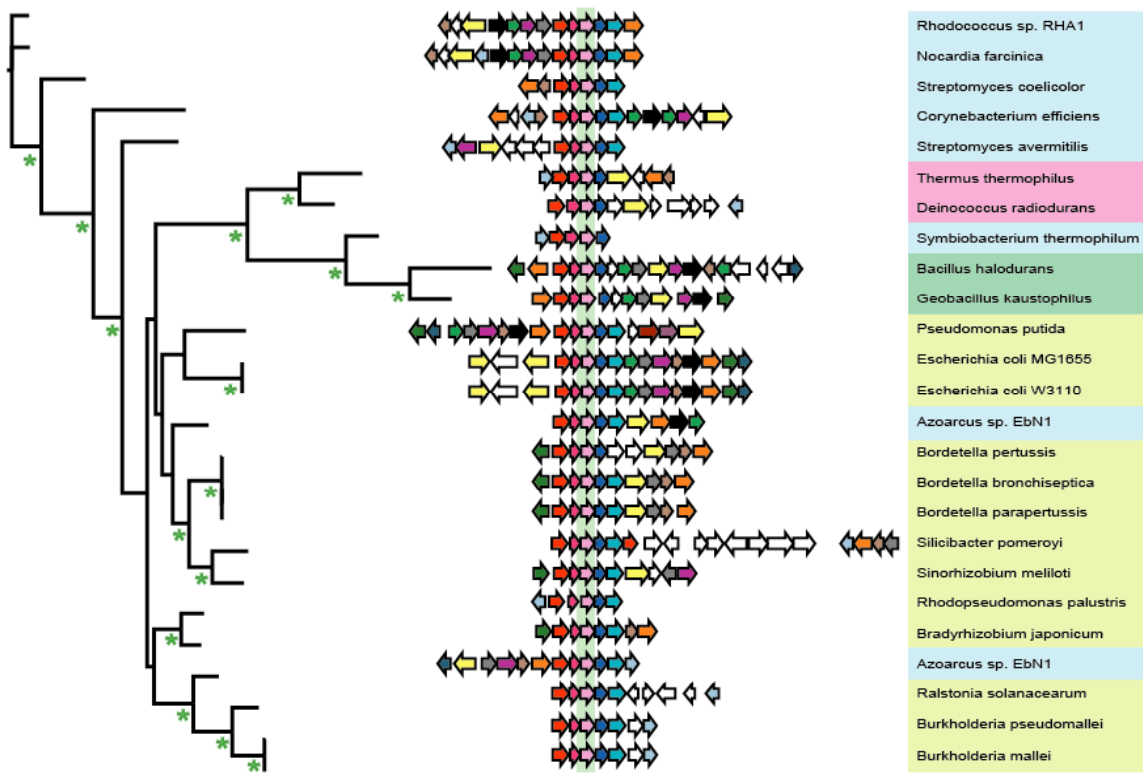 Rhodococcus sp. RHA1
Nocardia farcinica
Streptomyces coelicolor
Corynebacterium efficiens
Streptomyces avermitilis
Thermus thermophilus
Deinococcus radiodurans
Symbiobacterium thermophilum
Bacillus halodurans
Geobacillus kaustophilus
Pseudomonas putida
Escherichia coli MG1655
Escherichia coli W3110
Azoarcus sp. EbN1
Bordetella pertussis
Bordetella bronchiseptica
Bordetella parapertussis
Silicibacter pomeroyi
Sinorhizobium meliloti
Rhodopseudomonas palustris
Bradyrhizobium japonicum
Azoarcus sp. EbN1
Ralstonia solanacearum
Burkholderia pseudomallei
Burkholderia mallei